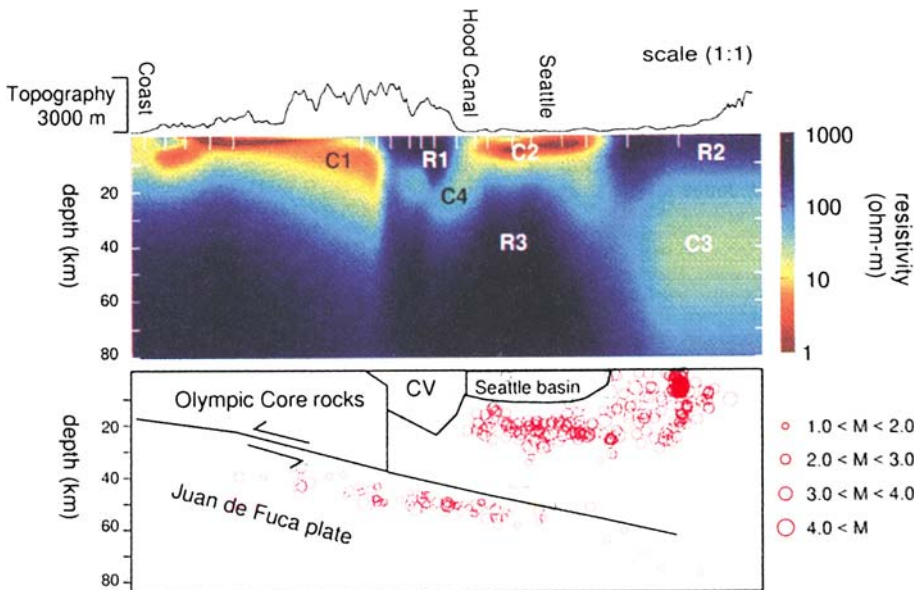 Coast
Hood Canal
Seattle
scale (1:1)
Topography
3000 m
C1
R1
C2
R2
C4
R3
C3
depth (km)
20
40
60
80
1000
100
10
1
resistivity
(ohm-m)
CV
Seattle basin
Olympic Core rocks
Juan de Fuca plate
depth (km)
20
40
60
80
1.0 < M < 2.0
2.0 < M < 3.0
3.0 < M < 4.0
4.0 < M